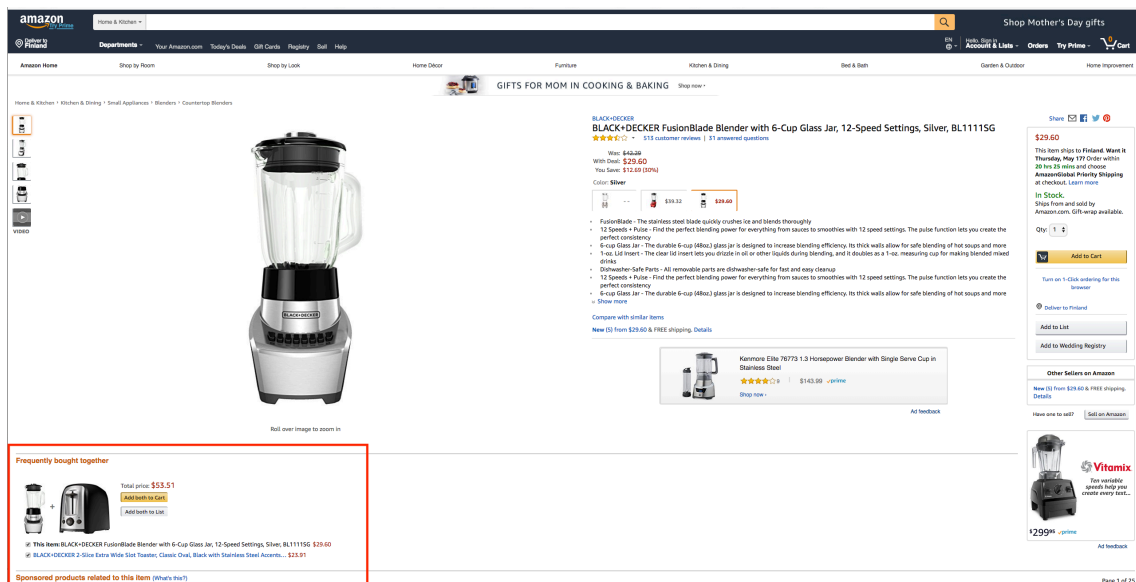 amazon
Try Prime
Home & Kitchen
Shop Mother's Day gifts
Deliver to
Finland
Departments
Your Amazon.com
Today's Deals
Gift Cards
Registry
Sell
Help
EN
Hello. Sign in
Account & Lists
Orders
Try Prime
0
Cart
Amazon Home
Shop by Room
Shop by Look
Home Décor
Furniture
Kitchen & Dining
Bed & Bath
Garden & Outdoor
Home Improvement
GIFTS FOR MOM IN COOKING & BAKING Shop now ›
Home & Kitchen › Kitchen & Dining › Small Appliances › Blenders › Countertop Blenders
VIDEO
BLACK+DECKER
Roll over image to zoom in
BLACK+DECKER
BLACK+DECKER FusionBlade Blender with 6-Cup Glass Jar, 12-Speed Settings, Silver, BL1111SG
513 customer reviews | 51 answered questions
Was: $42.29
With Deal: $29.60
You Save: $12.69 (30%)
Color: Silver
--
$39.32
$29.60
FusionBlade - The stainless steel blade quickly crushes ice and blends thoroughly
12 Speeds + Pulse - Find the perfect blending power for everything from sauces to smoothies with 12 speed settings. The pulse function lets you create the
perfect consistency
6-cup Glass Jar - The durable 6-cup (48oz.) glass jar is designed to increase blending efficiency. Its thick walls allow for safe blending of hot soups and more
1-oz. Lid Insert - The clear lid insert lets you drizzle in oil or other liquids during blending, and it doubles as a 1-oz. measuring cup for making blended mixed
drinks
Dishwasher-Safe Parts - All removable parts are dishwasher-safe for fast and easy cleanup
12 Speeds + Pulse - Find the perfect blending power for everything from sauces to smoothies with 12 speed settings. The pulse function lets you create the
perfect consistency
6-cup Glass Jar - The durable 6-cup (48oz.) glass jar is designed to increase blending efficiency. Its thick walls allow for safe blending of hot soups and more
» Show more
Compare with similar items
New (5) from $29.60 & FREE shipping. Details
Kenmore Elite 76773 1.3 Horsepower Blender with Single Serve Cup in
Stainless Steel
$143.99 prime
Shop now ›
Ad feedback
Share
$29.60
This item ships to Finland. Want it
Thursday, May 17? Order within
20 hrs 25 mins and choose
AmazonGlobal Priority Shipping
at checkout. Learn more
In Stock.
Ships from and sold by
Amazon.com. Gift-wrap available.
Qty: 1
Add to Cart
Turn on 1-Click ordering for this
browser
Deliver to Finland
Add to List
Add to Wedding Registry
Other Sellers on Amazon
New (5) from $29.60 & FREE shipping.
Details
Have one to sell?
Sell on Amazon
Vitamix
Ten variable
speeds help you
create every text...
$299⁹⁵ prime
Ad feedback
Frequently bought together
Total price: $53.51
Add both to Cart
+
Add both to List
This item: BLACK+DECKER FusionBlade Blender with 6-Cup Glass Jar, 12-Speed Settings, Silver, BL1111SG $29.60
BLACK+DECKER 2-Slice Extra Wide Slot Toaster, Classic Oval, Black with Stainless Steel Accents... $23.91
Sponsored products related to this item (What's this?)
Page 1 of 25